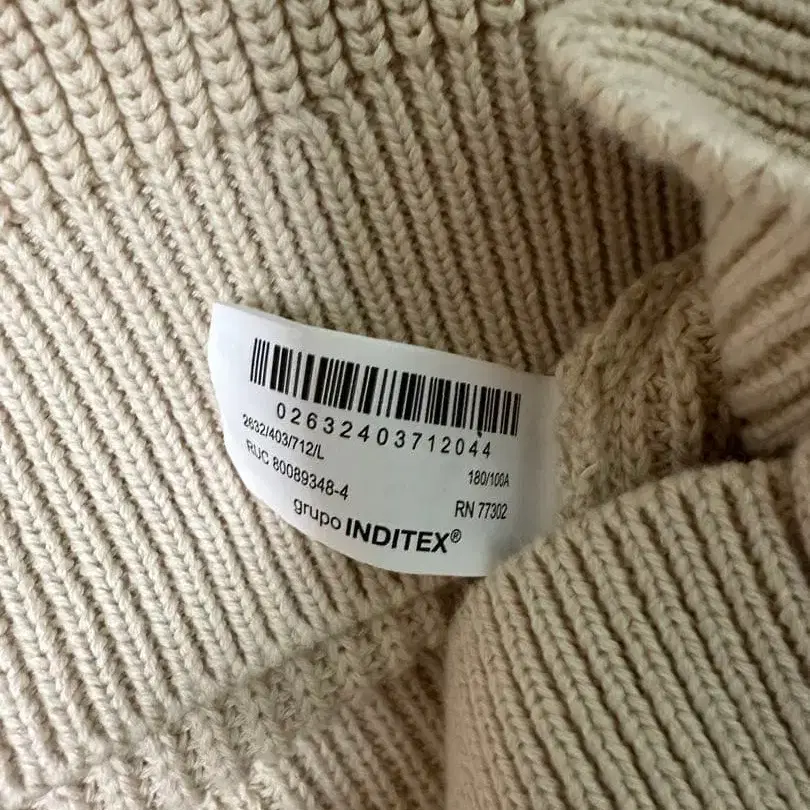 02632403712044
2632/403/712/L
180/100A
RUC 80089348-4
RN 77302
grupo INDITEX®